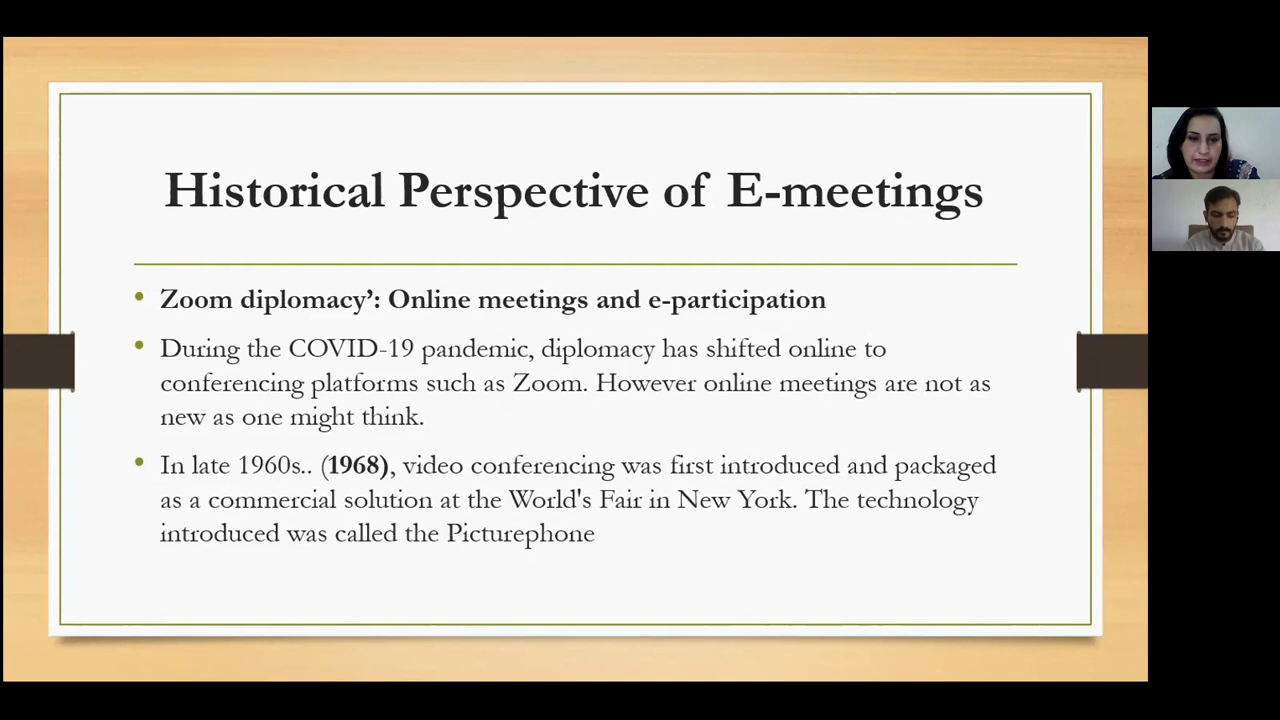 Historical Perspective of E-meetings
• Zoom diplomacy’: Online meetings and e-participation
• During the COVID-19 pandemic, diplomacy has shifted online to
conferencing platforms such as Zoom. However online meetings are not as
new as one might think.
• In late 1960s.. (1968), video conferencing was first introduced and packaged
as a commercial solution at the World's Fair in New York. The technology
introduced was called the Picturephone